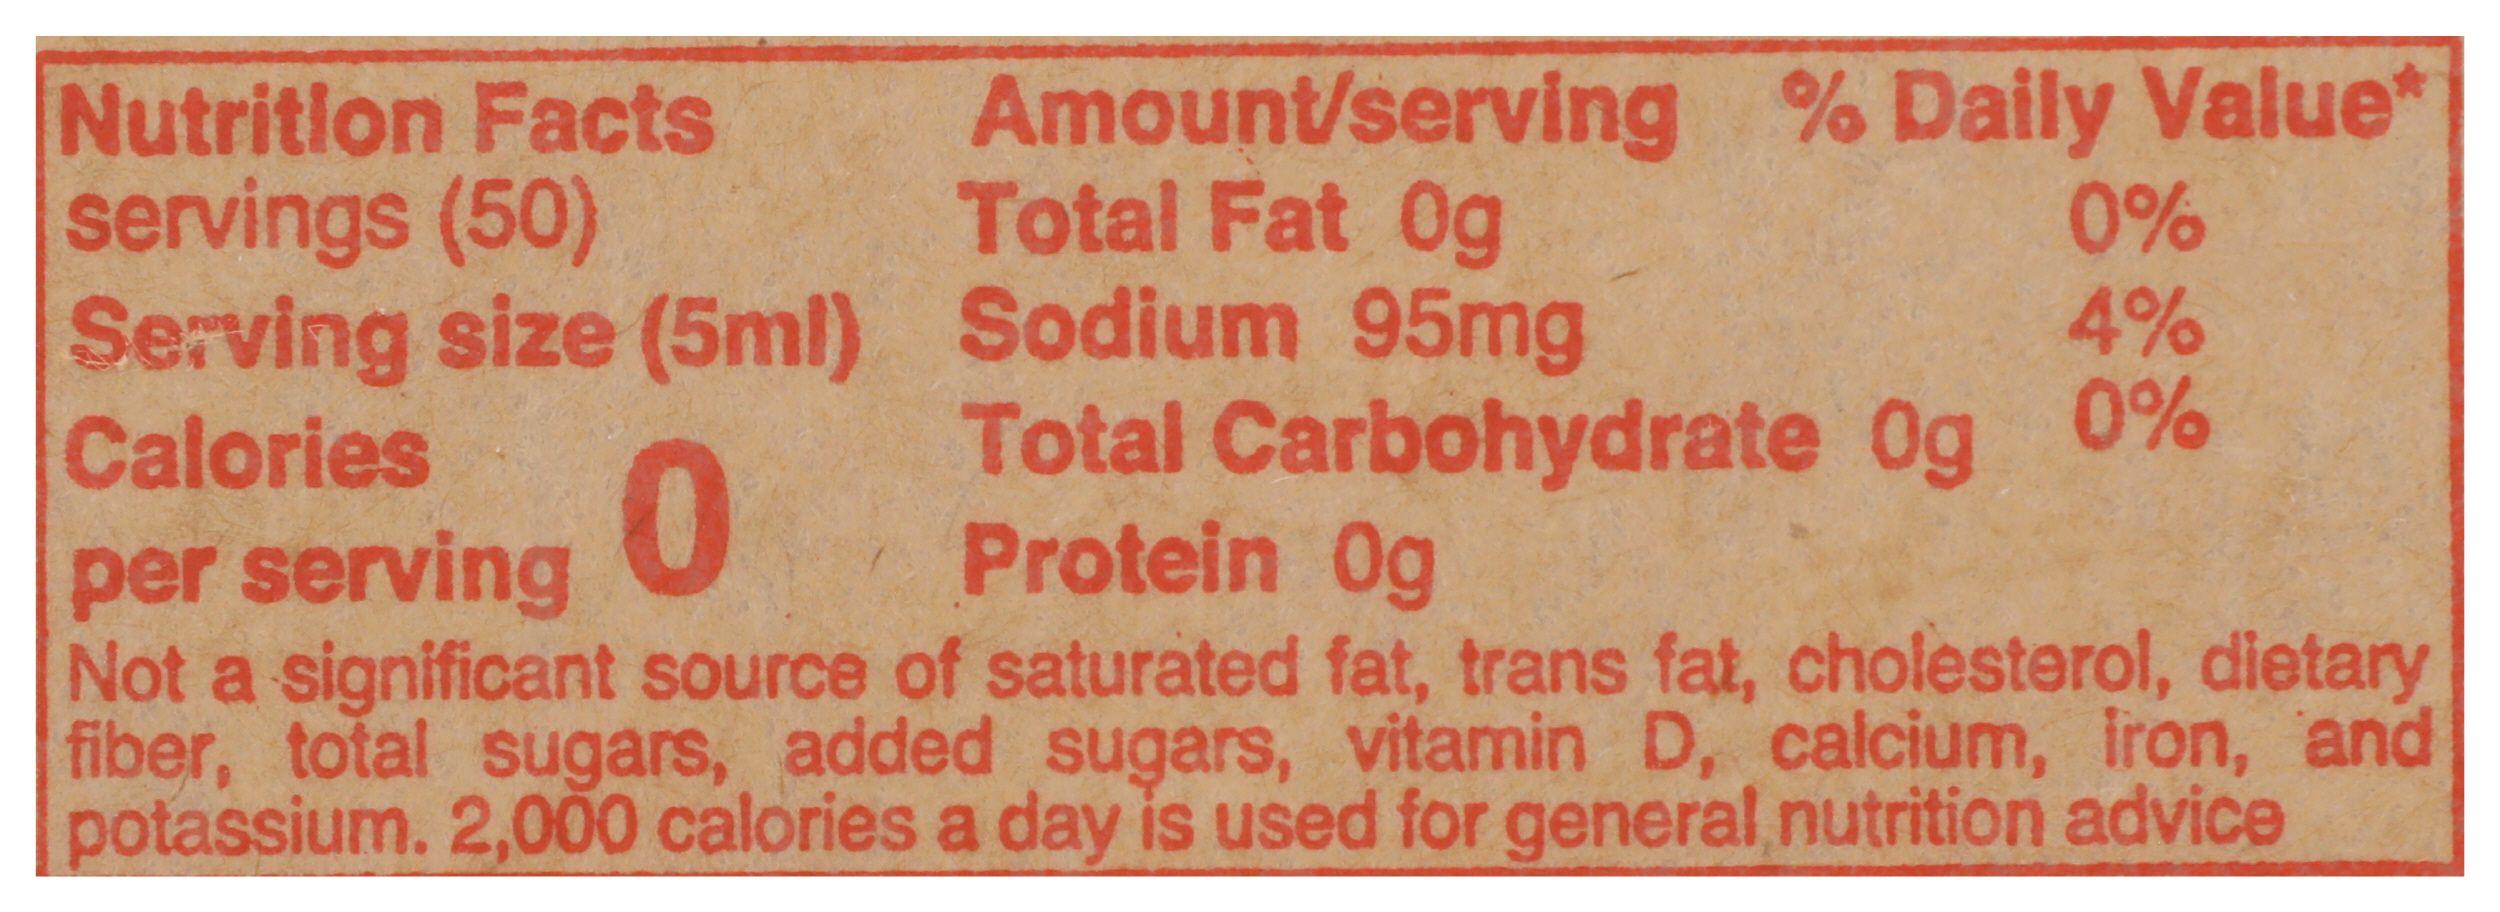 Nutrition Facts
servings (50)
Serving size (5ml)
Calories
per serving 0
Amount/serving % Daily Value*
Total Fat 0g 0%
Sodium 95mg 4%
Total Carbohydrate 0g 0%
Protein 0g
Not a significant source of saturated fat, trans fat, cholesterol, dietary
fiber, total sugars, added sugars, vitamin D, calcium, iron, and
potassium. 2,000 calories a day is used for general nutrition advice